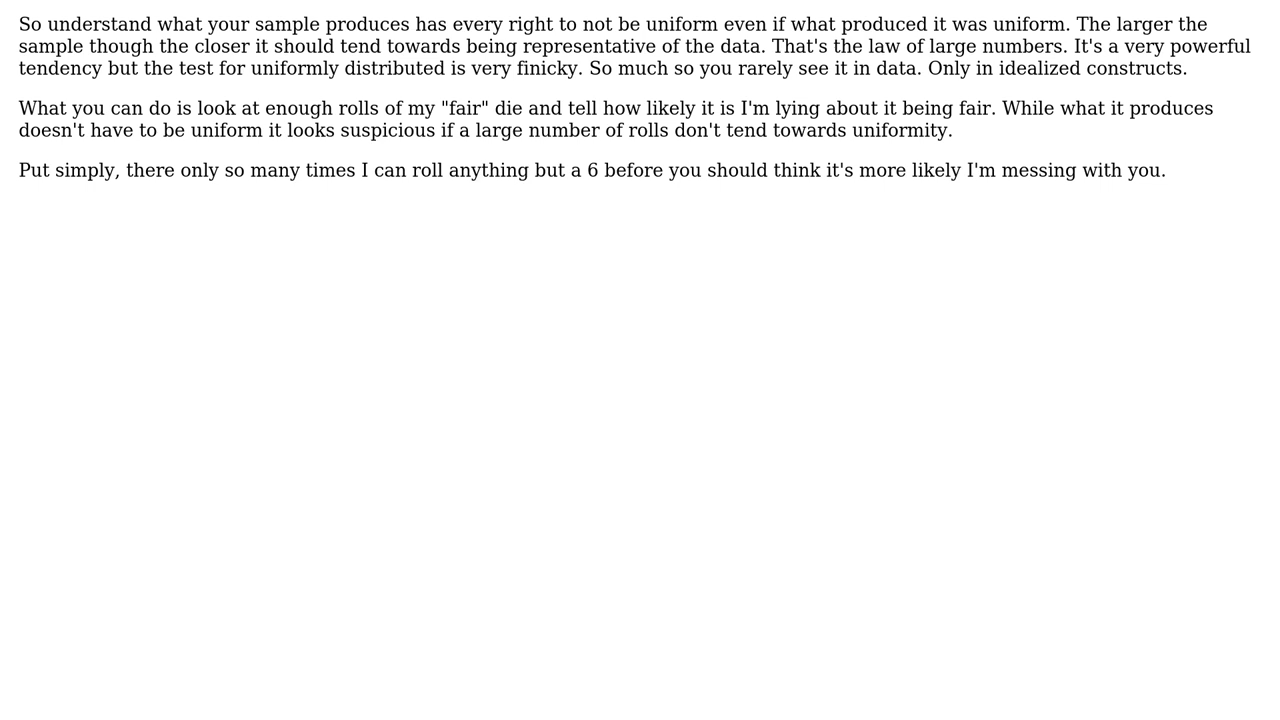 So understand what your sample produces has every right to not be uniform even if what produced it was uniform. The larger the
sample though the closer it should tend towards being representative of the data. That's the law of large numbers. It's a very powerful
tendency but the test for uniformly distributed is very finicky. So much so you rarely see it in data. Only in idealized constructs.
What you can do is look at enough rolls of my "fair" die and tell how likely it is I'm lying about it being fair. While what it produces
doesn't have to be uniform it looks suspicious if a large number of rolls don't tend towards uniformity.
Put simply, there only so many times I can roll anything but a 6 before you should think it's more likely I'm messing with you.